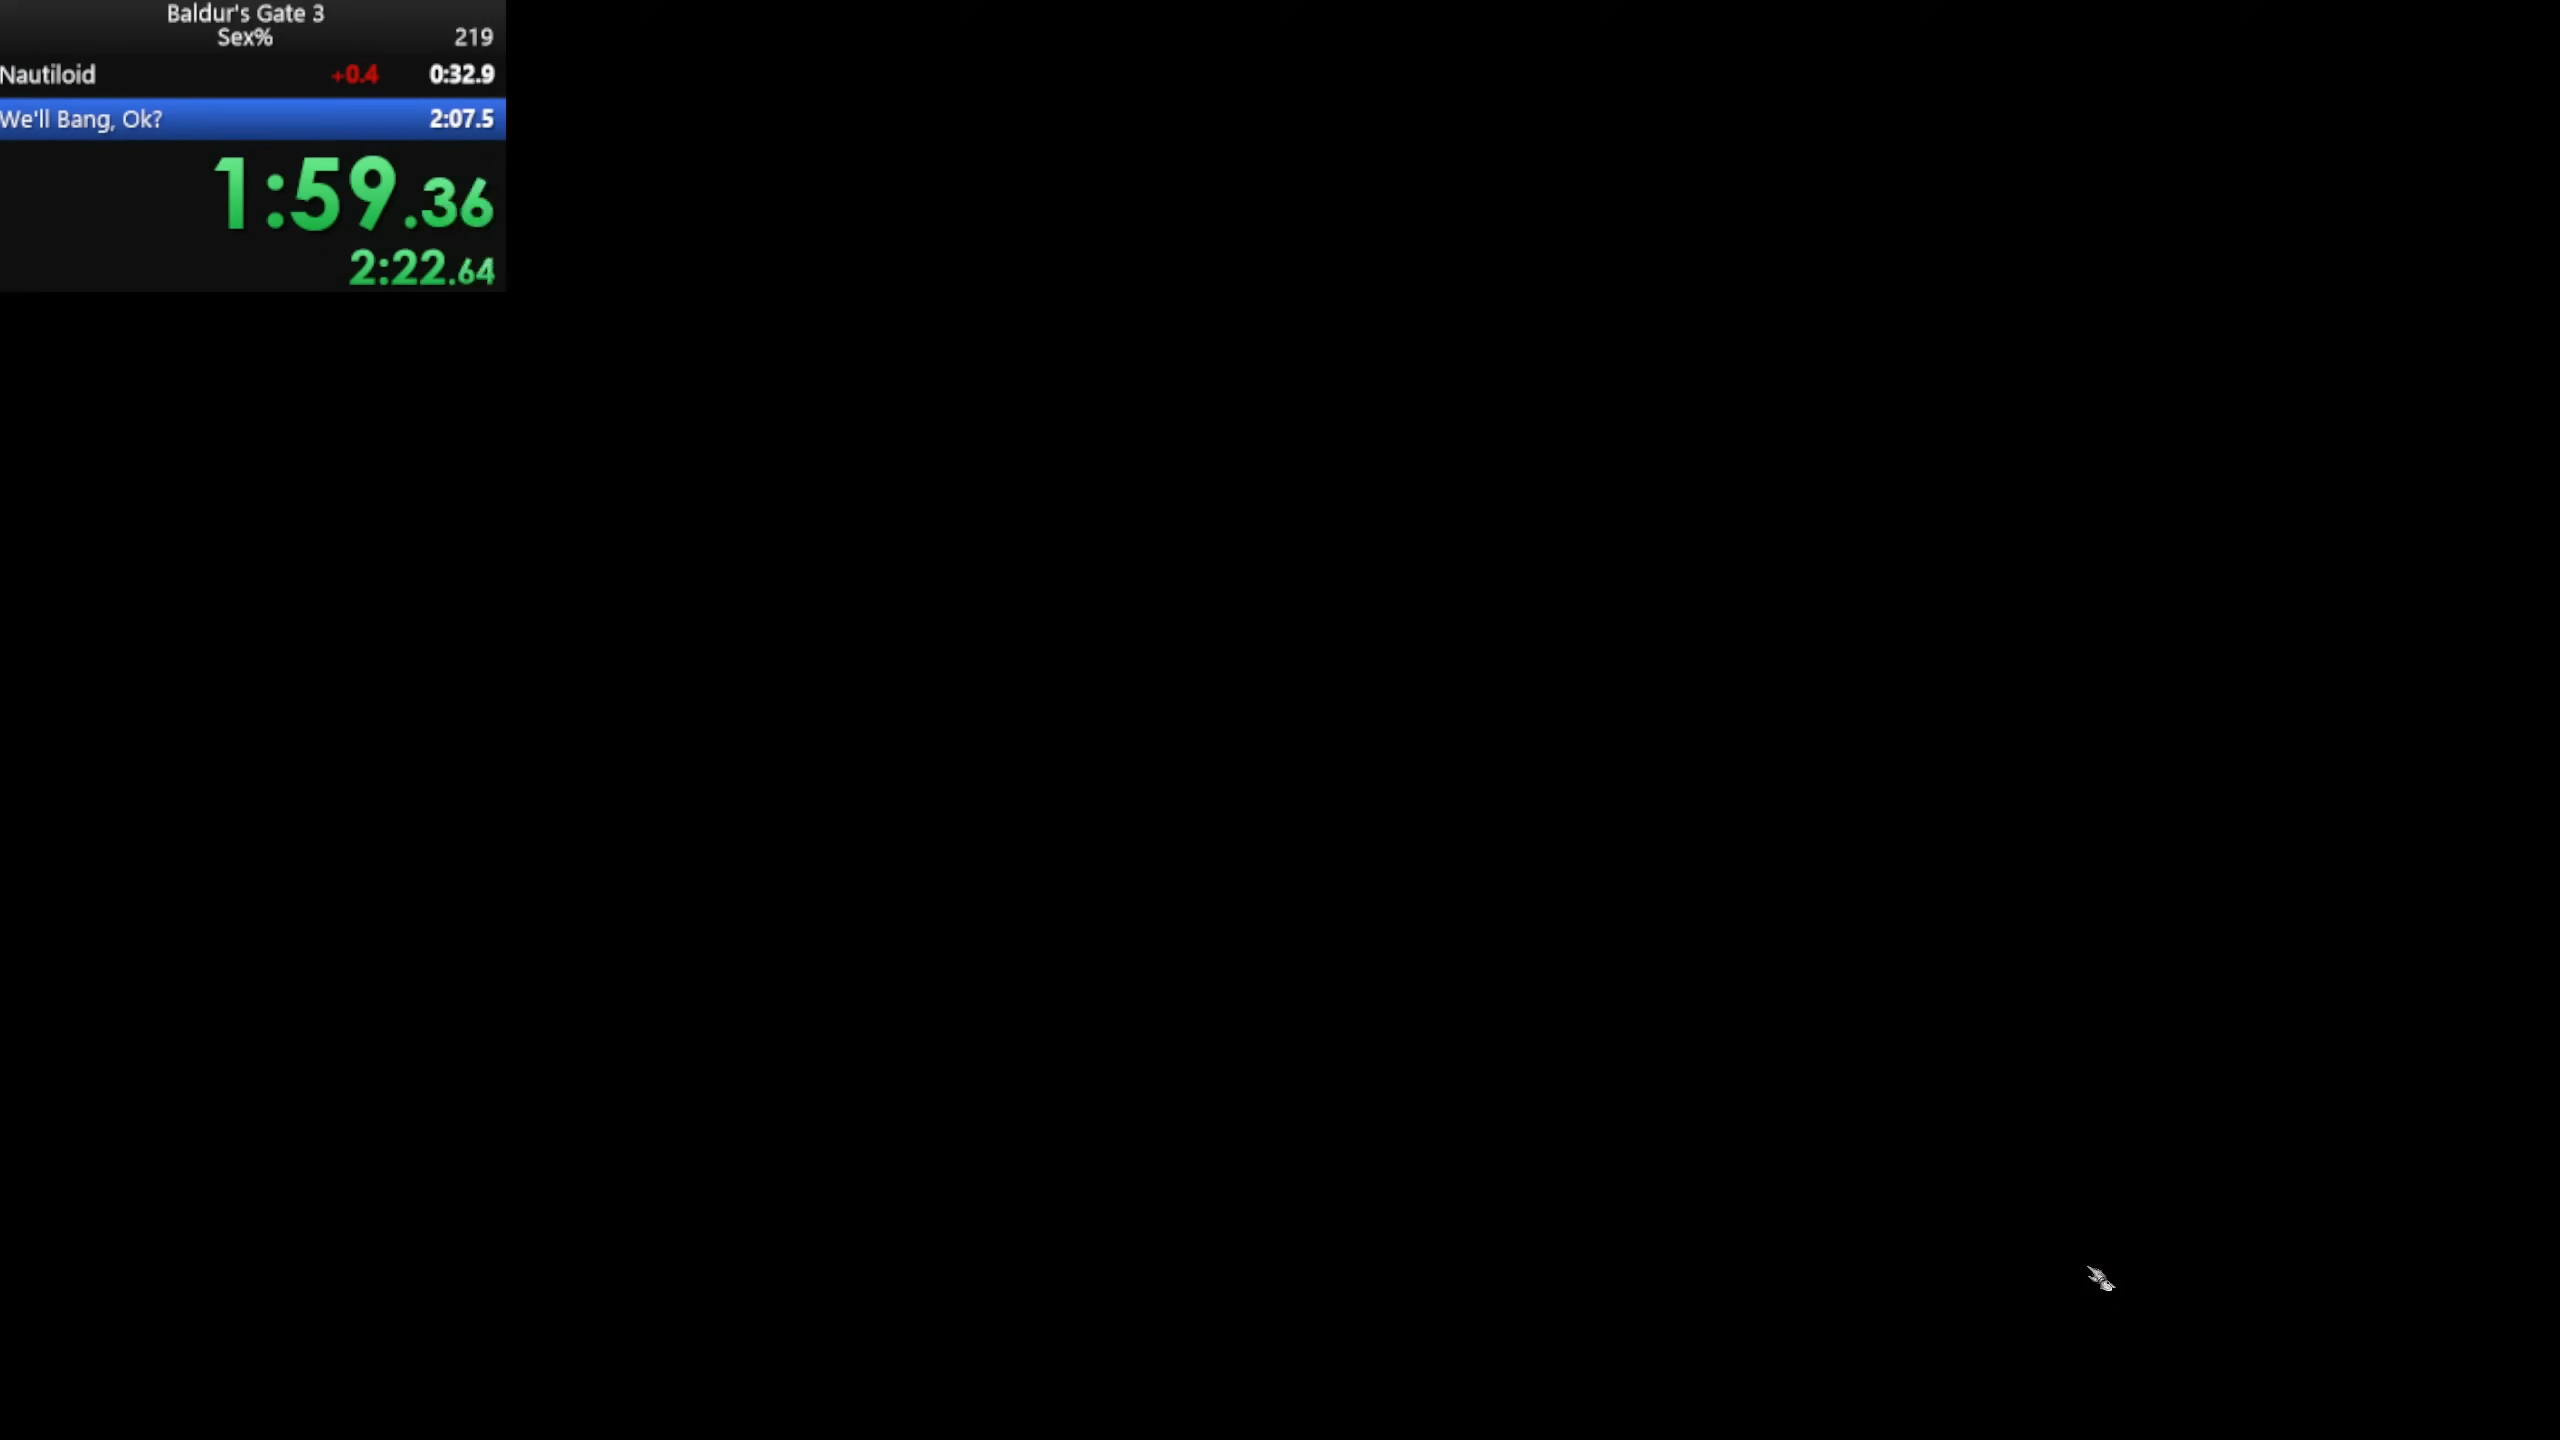 Baldur's Gate 3
Sex%
219
Nautiloid +0.4 0:32.9
We'll Bang, Ok? 2:07.5
1:59.36
2:22.64